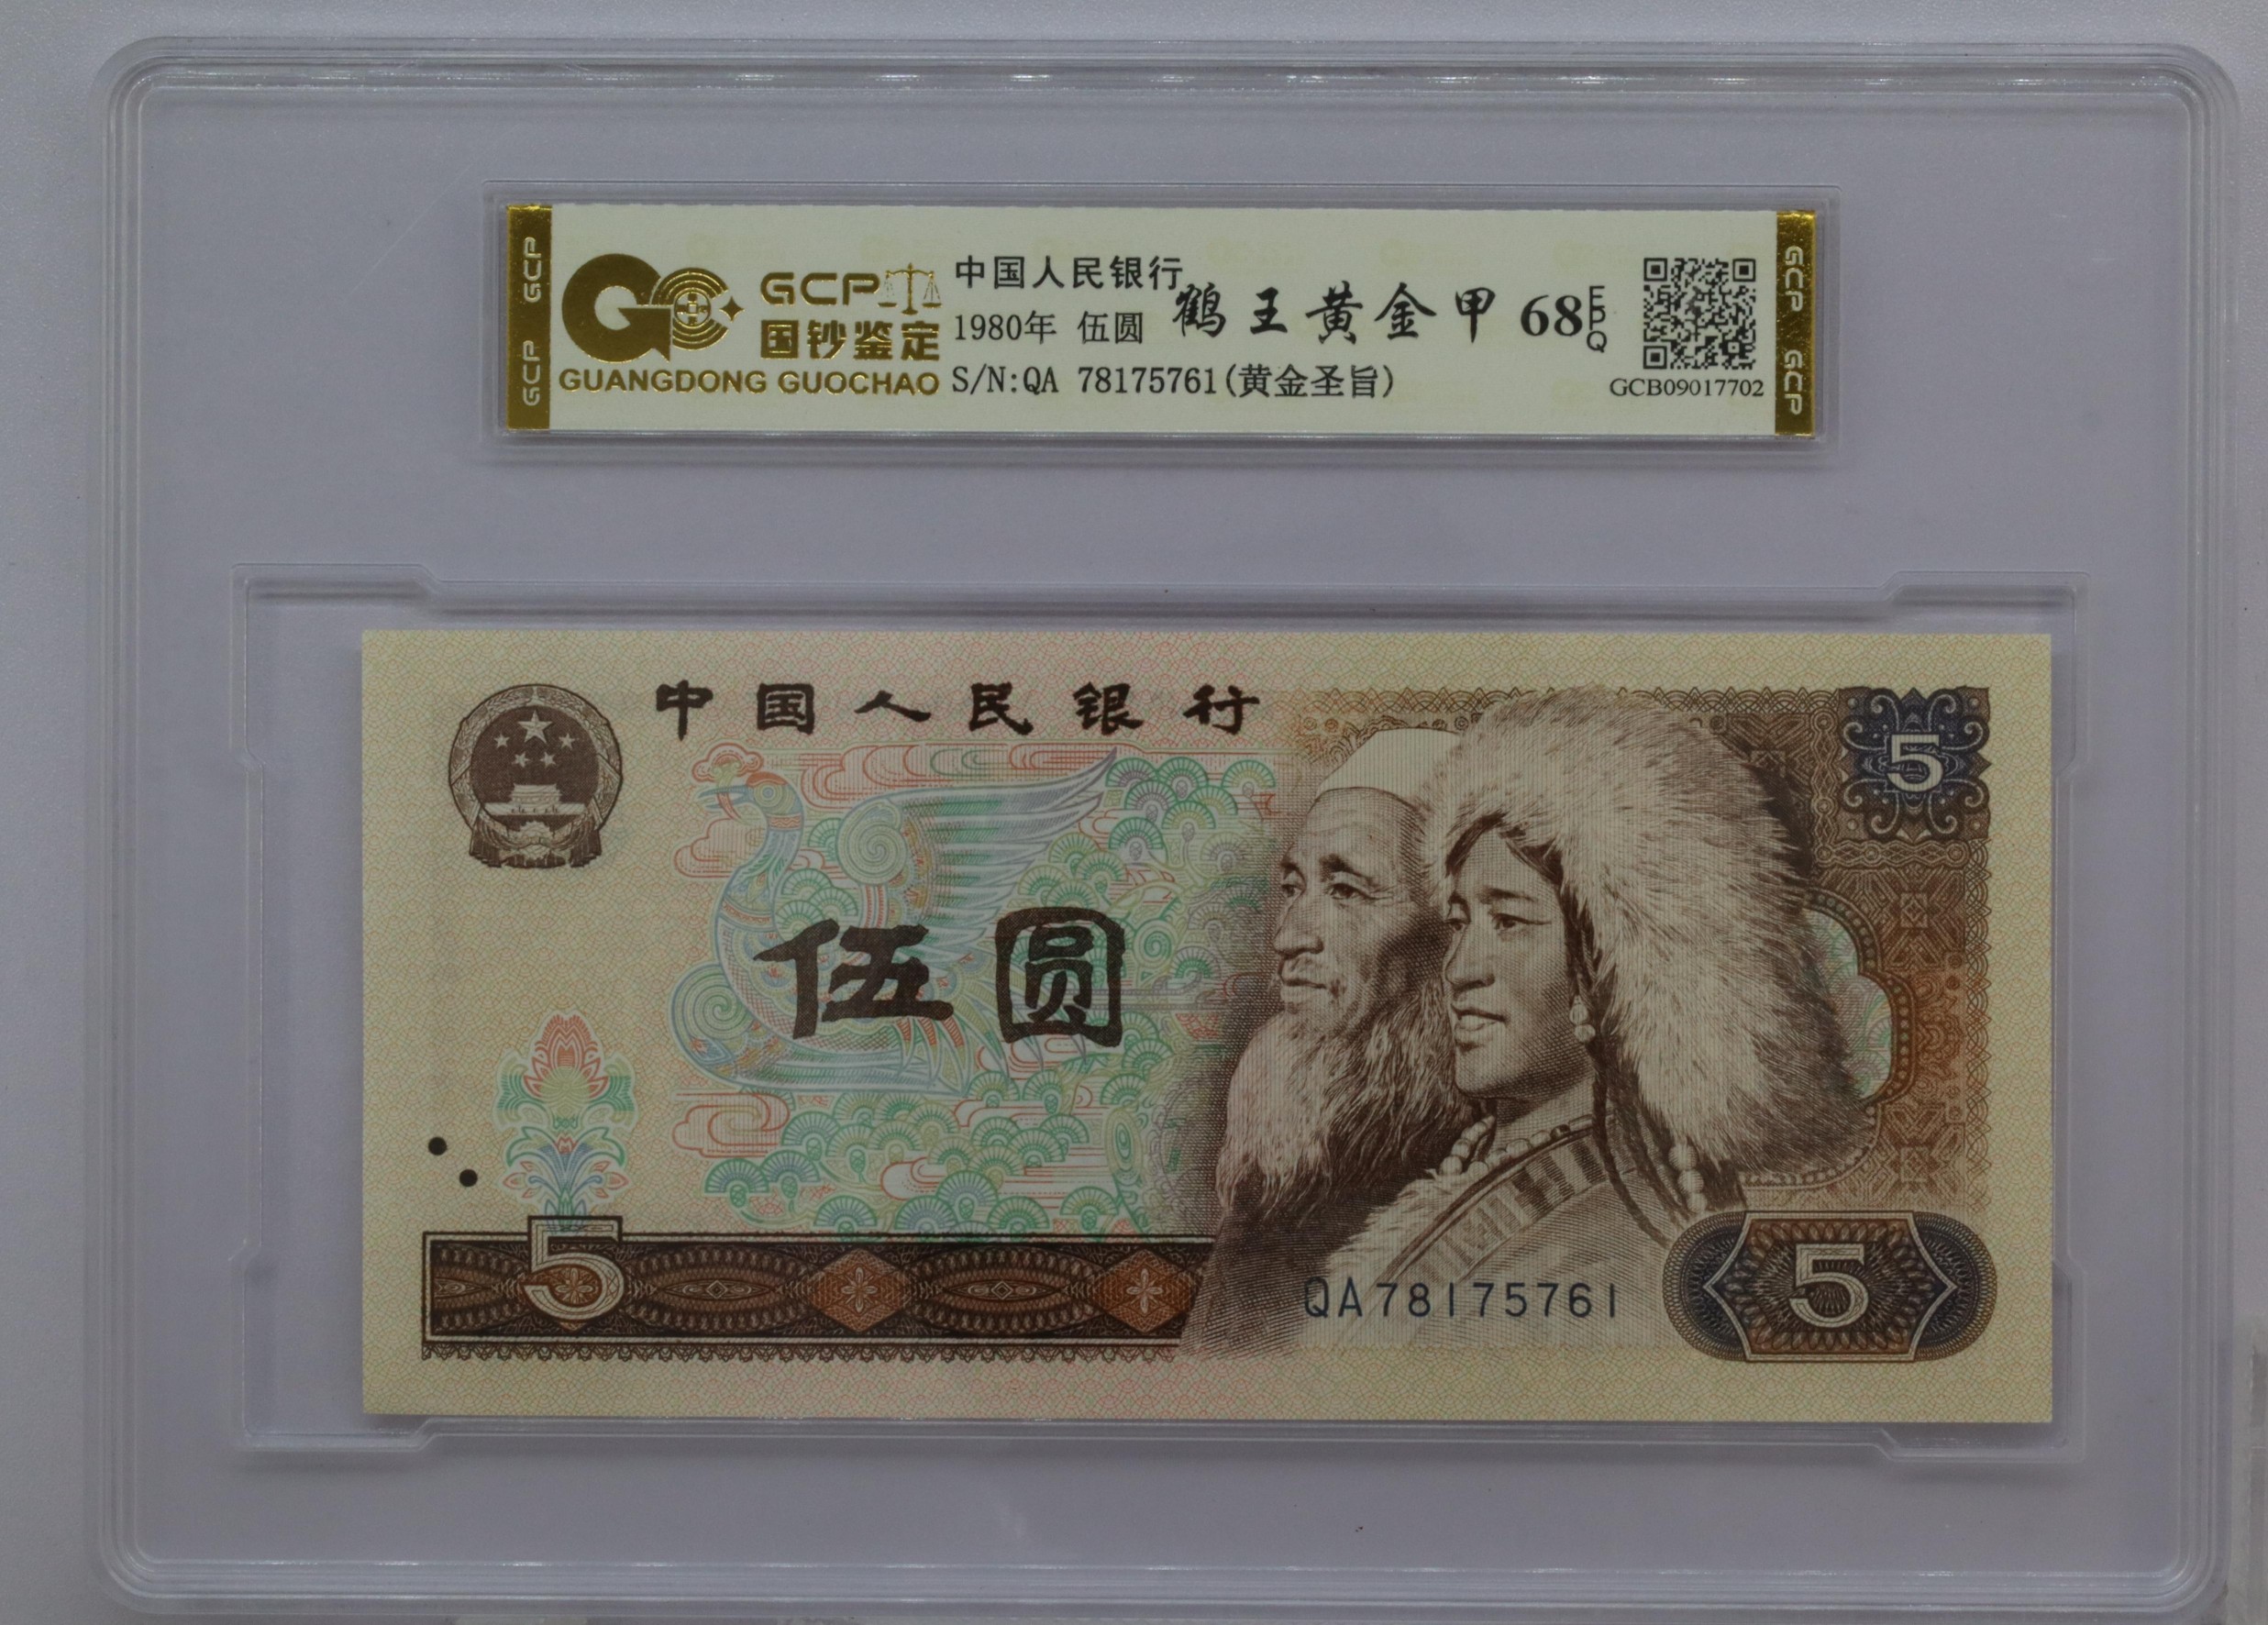 GCP GCP
GCP
国钞鉴定
GUANGDONG GUOCHAO
中国人民银行
1980年 伍圆
S/N:QA 78175761(黄金圣旨)
鹤王黄金甲 68 EPQ
GCB09017702
GCP GCP
中国人民银行
5
伍圆
5
QA78175761
5